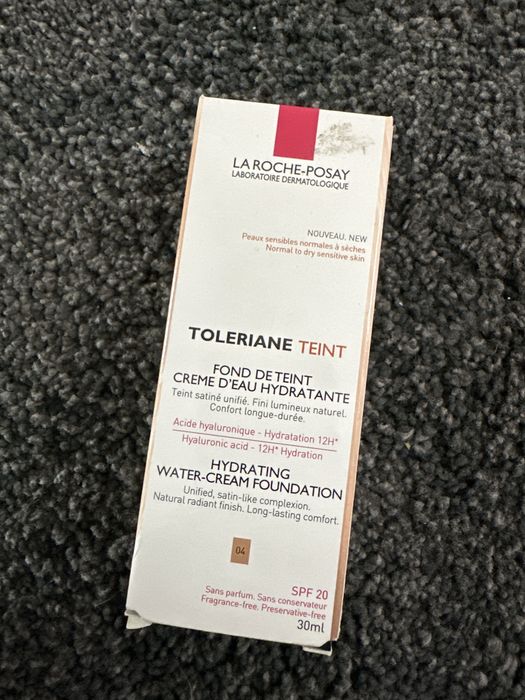 LA ROCHE-POSAY
LABORATOIRE DERMATOLOGIQUE
NOUVEAU. NEW
Peaux sensibles normales à sèches
Normal to dry sensitive skin
TOLERIANE TEINT
FOND DE TEINT
CREME D'EAU HYDRATANTE
Teint satiné unifié. Fini lumineux naturel.
Confort longue-durée.
Acide hyaluronique - Hydratation 12H*
Hyaluronic acid - 12H* Hydration
HYDRATING
WATER-CREAM FOUNDATION
Unified, satin-like complexion.
Natural radiant finish. Long-lasting comfort.
04
SPF 20
Sans parfum. Sans conservateur
Fragrance-free. Preservative-free
30ml